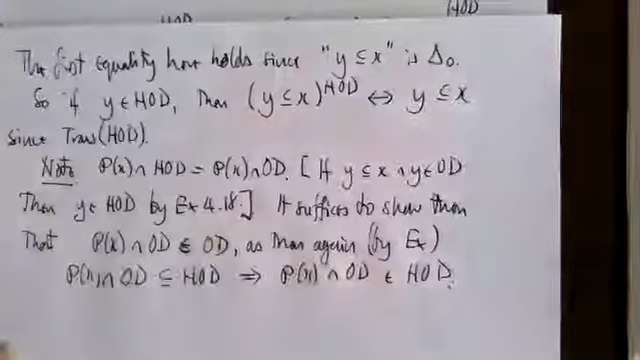 HOD
HOD
The first equality here holds since "y ⊆ x" is Δ₀.
So if y ∈ HOD, then (y ⊆ x)^HOD ⇔ y ⊆ x
since Trans(HOD).
Note P(x) ∩ HOD = P(x) ∩ OD. [If y ⊆ x ∧ y ∈ OD
Then y ∈ HOD by Ex 4.18.] It suffices to show then
that P(x) ∩ OD ∈ OD, as then again (by Ex)
P(x) ∩ OD ⊆ HOD ⇒ P(x) ∩ OD ∈ HOD.